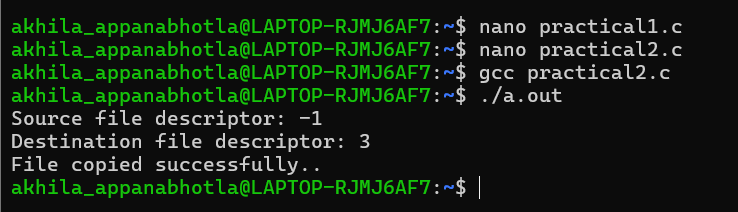 akhila_appanabhotla@LAPTOP-RJMJ6AF7:~$ nano practical1.c
akhila_appanabhotla@LAPTOP-RJMJ6AF7:~$ nano practical2.c
akhila_appanabhotla@LAPTOP-RJMJ6AF7:~$ gcc practical2.c
akhila_appanabhotla@LAPTOP-RJMJ6AF7:~$ ./a.out
Source file descriptor: -1
Destination file descriptor: 3
File copied successfully..
akhila_appanabhotla@LAPTOP-RJMJ6AF7:~$